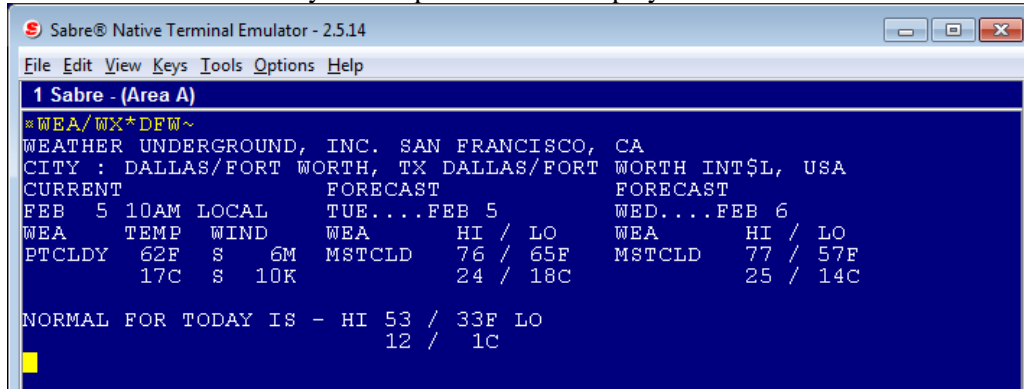 Sabre® Native Terminal Emulator - 2.5.14
File Edit View Keys Tools Options Help
1 Sabre - (Area A)
¤WEA/WX*DFW~
WEATHER UNDERGROUND, INC. SAN FRANCISCO, CA
CITY : DALLAS/FORT WORTH, TX DALLAS/FORT WORTH INT$L, USA
CURRENT FORECAST FORECAST
FEB 5 10AM LOCAL TUE....FEB 5 WED....FEB 6
WEA TEMP WIND WEA HI / LO WEA HI / LO
PTCLDY 62F S 6M MSTCLD 76 / 65F MSTCLD 77 / 57F
17C S 10K 24 / 18C 25 / 14C
NORMAL FOR TODAY IS - HI 53 / 33F LO
12 / 1C